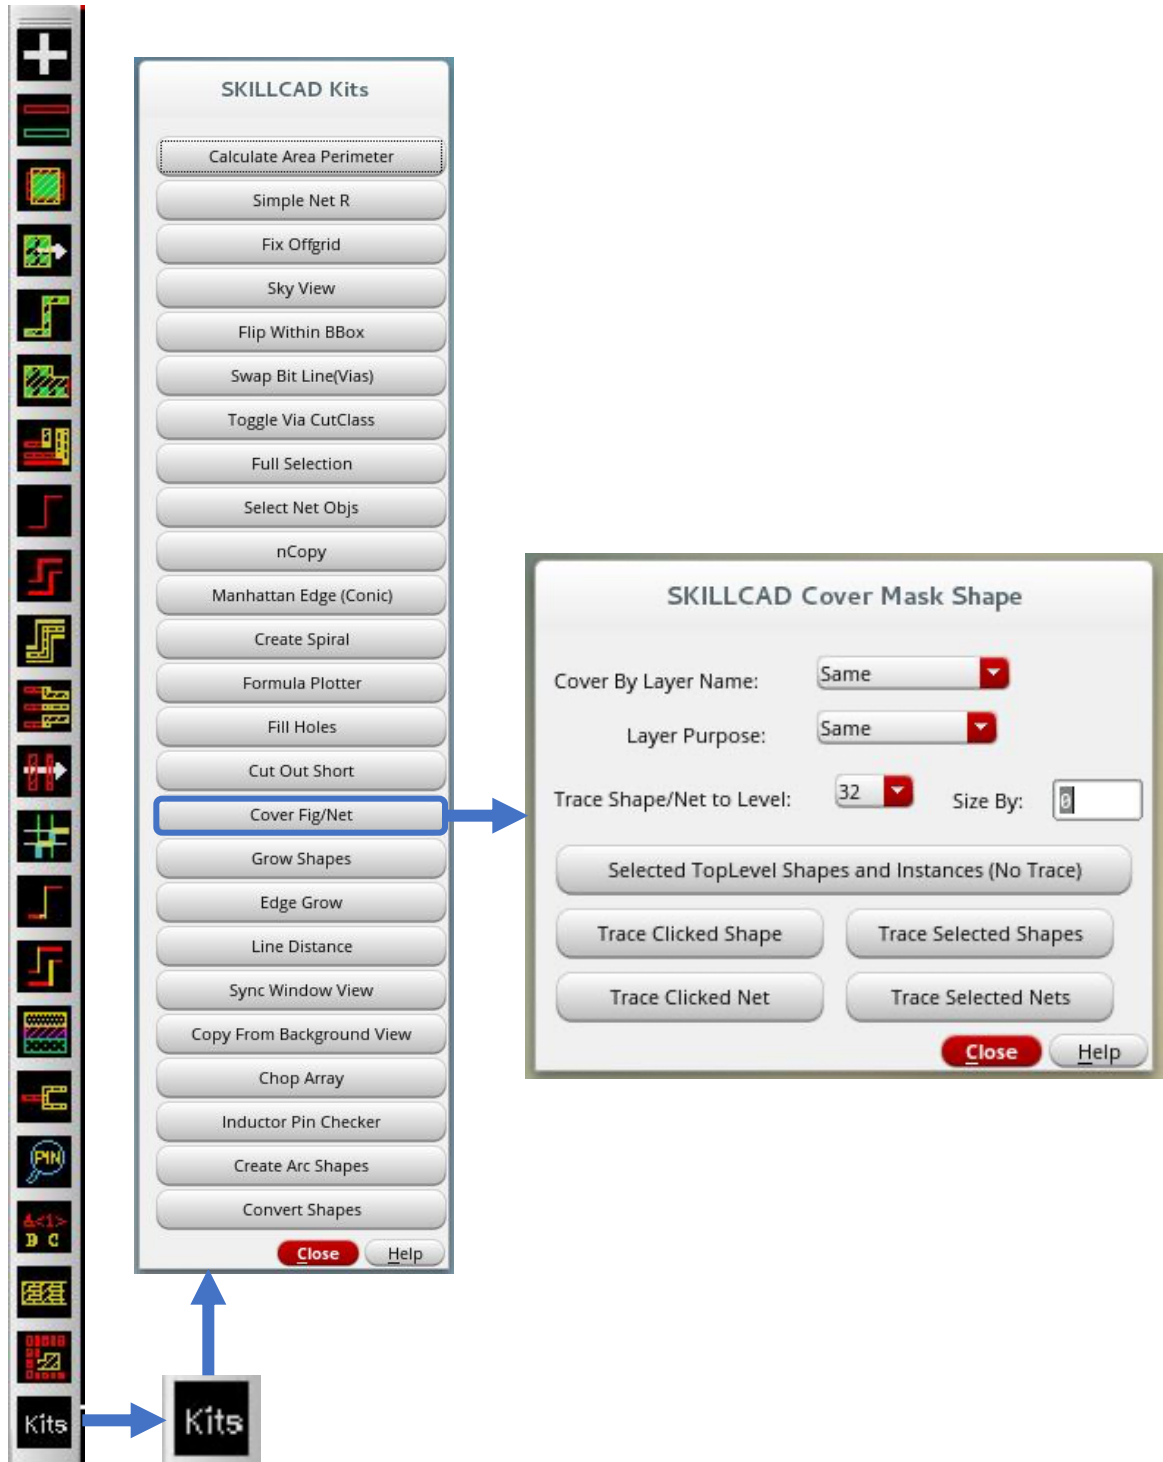 SKILLCAD Kits
Calculate Area Perimeter
Simple Net R
Fix Offgrid
Sky View
Flip Within BBox
Swap Bit Line(Vias)
Toggle Via CutClass
Full Selection
Select Net Objs
nCopy
Manhattan Edge (Conic)
Create Spiral
Formula Plotter
Fill Holes
Cut Out Short
Cover Fig/Net
Grow Shapes
Edge Grow
Line Distance
Sync Window View
Copy From Background View
Chop Array
Inductor Pin Checker
Create Arc Shapes
Convert Shapes
Close Help
SKILLCAD Cover Mask Shape
Cover By Layer Name: Same
Layer Purpose: Same
Trace Shape/Net to Level: 32 Size By: 0
Selected TopLevel Shapes and Instances (No Trace)
Trace Clicked Shape Trace Selected Shapes
Trace Clicked Net Trace Selected Nets
Close Help
PIN
A<1>
B C
Kits
Kits